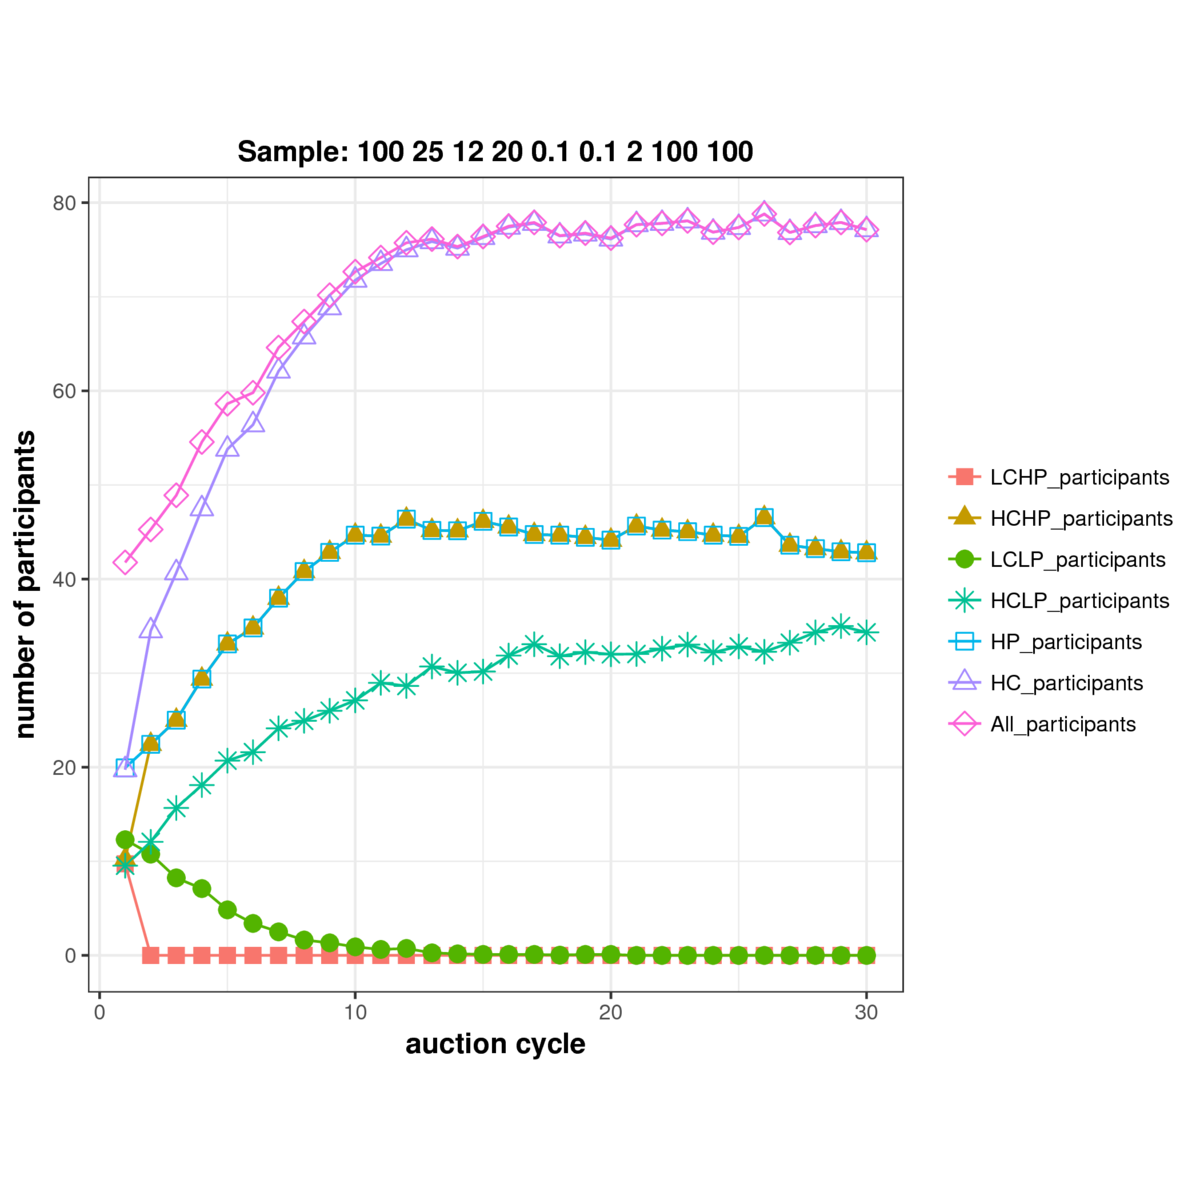 Sample: 100 25 12 20 0.1 0.1 2 100 100
80
60
40
20
0
number of participants
0 10 20 30
auction cycle
LCHP_participants
HCHP_participants
LCLP_participants
HCLP_participants
HP_participants
HC_participants
All_participants